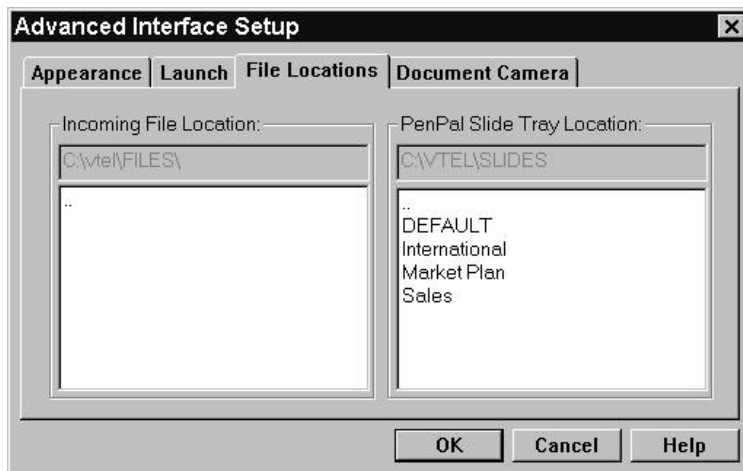 Advanced Interface Setup
Appearance Launch File Locations Document Camera
Incoming File Location:
C:\vtel\FILES\
..
PenPal Slide Tray Location:
C:\VTEL\SLIDES
..
DEFAULT
International
Market Plan
Sales
OK Cancel Help